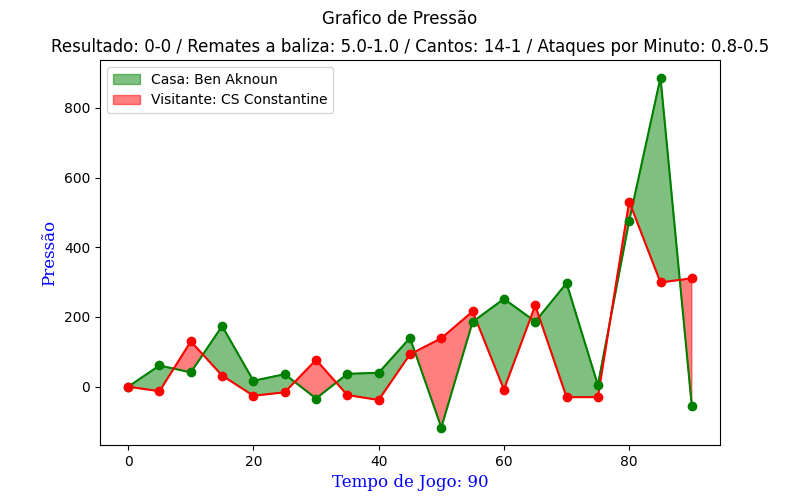 Grafico de Pressão
Resultado: 0-0 / Remates a baliza: 5.0-1.0 / Cantos: 14-1 / Ataques por Minuto: 0.8-0.5
Casa: Ben Aknoun
Visitante: CS Constantine
800
600
400
200
0
Pressão
0 20 40 60 80
Tempo de Jogo: 90